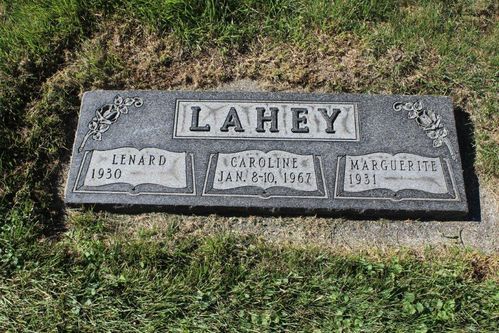 LAHEY
LENARD
1930
CAROLINE
JAN. 8-10, 1967
MARGUERITE
1931